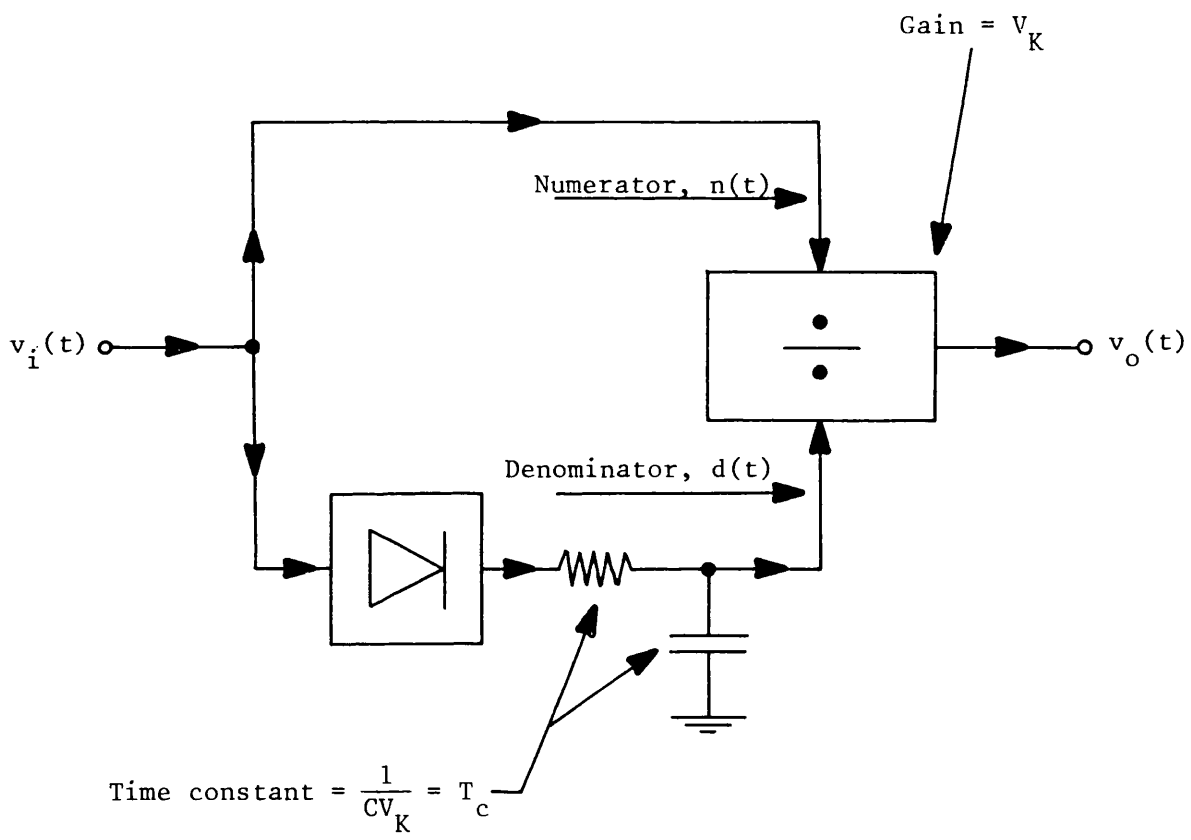 Gain = V_K
Numerator, n(t)
v_i(t)
v_o(t)
Denominator, d(t)
Time constant = 1/CV_K = T_c